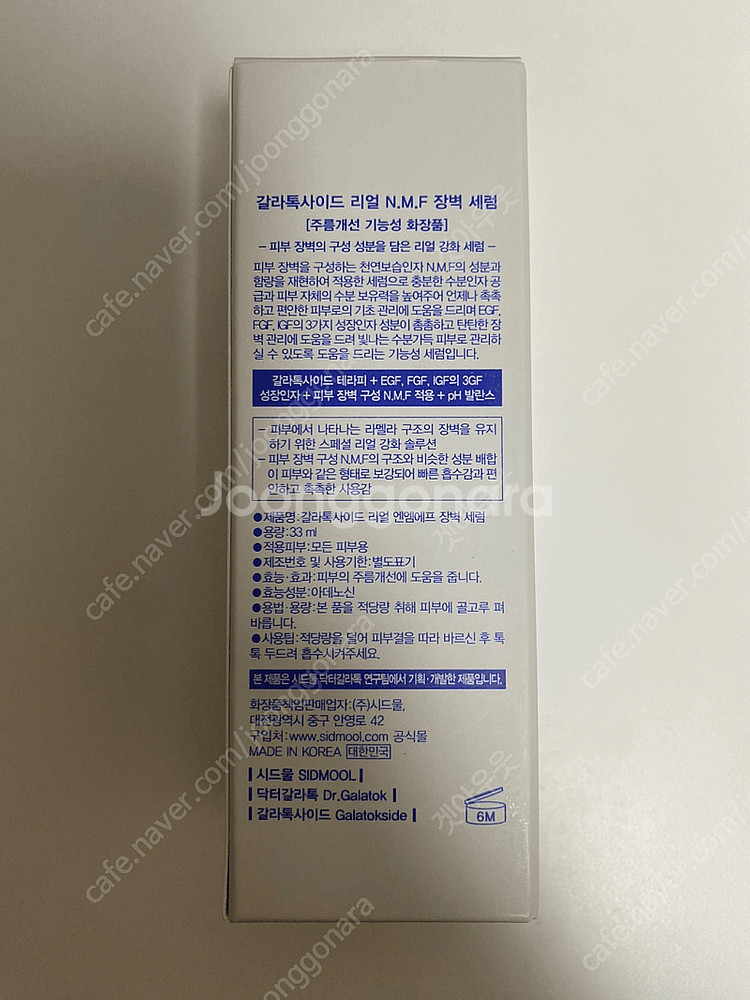 갈라톡사이드 리얼 N.M.F 장벽 세럼
[주름개선 기능성 화장품]
– 피부 장벽의 구성 성분을 담은 리얼 강화 세럼 –
피부 장벽을 구성하는 천연보습인자 N.M.F의 성분과
함량을 재현하여 적용한 세럼으로 충분한 수분인자 공
급과 피부 자체의 수분 보유력을 높여주어 언제나 촉촉
하고 편안한 피부로의 기초 관리에 도움을 드리며 EGF,
FGF, IGF의 3가지 성장인자 성분이 촘촘하고 탄탄한 장
벽 관리에 도움을 드려 빛나는 수분가득 피부로 관리하
실 수 있도록 도움을 드리는 기능성 세럼입니다.
갈라톡사이드 테라피 + EGF, FGF, IGF의 3GF
성장인자 + 피부 장벽 구성 N.M.F 적용 + pH 발란스
– 피부에서 나타나는 라멜라 구조의 장벽을 유지
하기 위한 스페셜 리얼 강화 솔루션
– 피부 장벽 구성 N.M.F의 구조와 비슷한 성분 배합
이 피부와 같은 형태로 보강되어 빠른 흡수감과 편
안하고 촉촉한 사용감
Joonggonara
●제품명:갈라톡사이드 리얼 엔엠에프 장벽 세럼
●용량:33 ml
●적용피부:모든 피부용
●제조번호 및 사용기한:별도표기
●효능·효과:피부의 주름개선에 도움을 줍니다.
●효능성분:아데노신
●용법·용량:본 품을 적당량 취해 피부에 골고루 펴
바릅니다.
●사용팁:적당량을 덜어 피부결을 따라 바르신 후 톡
톡 두드려 흡수시켜주세요.
본 제품은 시드물 닥터갈라톡 연구팀에서 기획·개발한 제품입니다.
화장품책임판매업자:(주)시드물,
대전광역시 중구 안영로 42
구입처:www.sidmool.com 공식몰
MADE IN KOREA 대한민국
| 시드물 SIDMOOL |
| 닥터갈라톡 Dr.Galatok |
| 갈라톡사이드 Galatokside |
6M
cafe.naver.com/joonggonara
cafe.naver.com/joonggonara
cafe.naver.com/joonggonara
cafe.naver.com
cafe.naver.com
cafe.naver.com